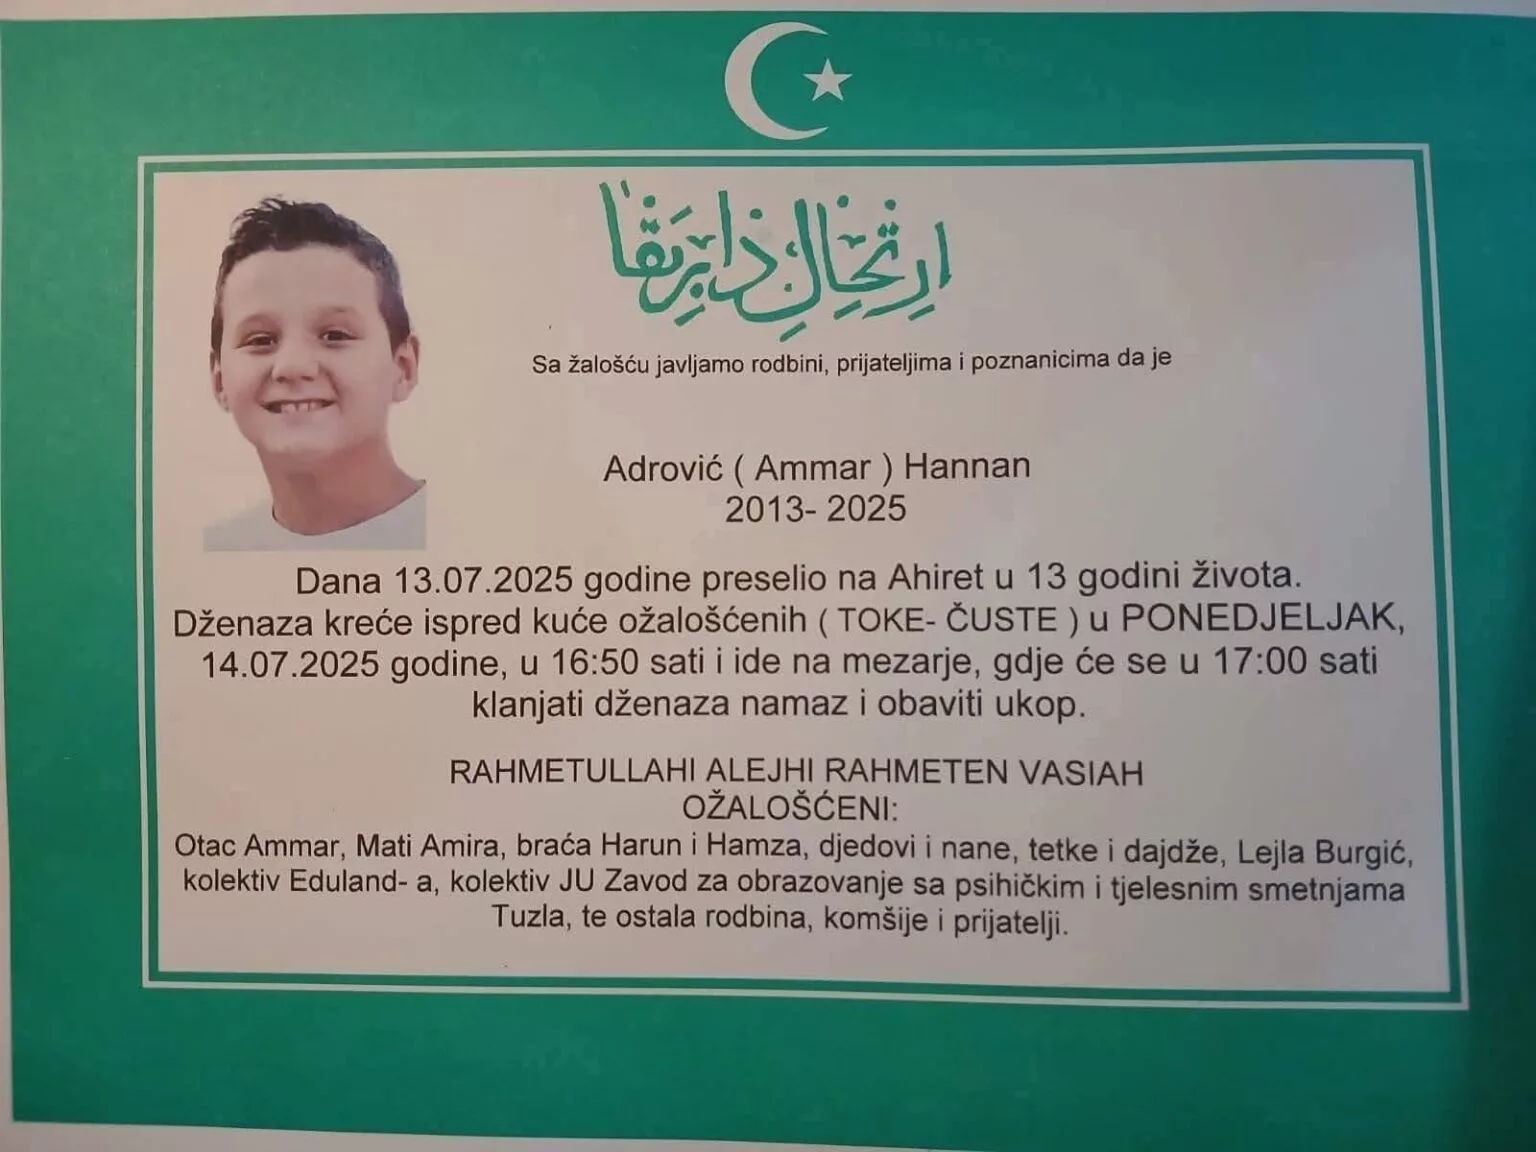 ارتحال دار بقا
Sa žalošću javljamo rodbini, prijateljima i poznanicima da je
Adrović ( Ammar ) Hannan
2013- 2025
Dana 13.07.2025 godine preselio na Ahiret u 13 godini života.
Dženaza kreće ispred kuće ožalošćenih ( TOKE- ČUSTE ) u PONEDJELJAK,
14.07.2025 godine, u 16:50 sati i ide na mezarje, gdje će se u 17:00 sati
klanjati dženaza namaz i obaviti ukop.
RAHMETULLAHI ALEJHI RAHMETEN VASIAH
OŽALOŠĆENI:
Otac Ammar, Mati Amira, braća Harun i Hamza, djedovi i nane, tetke i dajdže, Lejla Burgić,
kolektiv Eduland- a, kolektiv JU Zavod za obrazovanje sa psihičkim i tjelesnim smetnjama
Tuzla, te ostala rodbina, komšije i prijatelji.